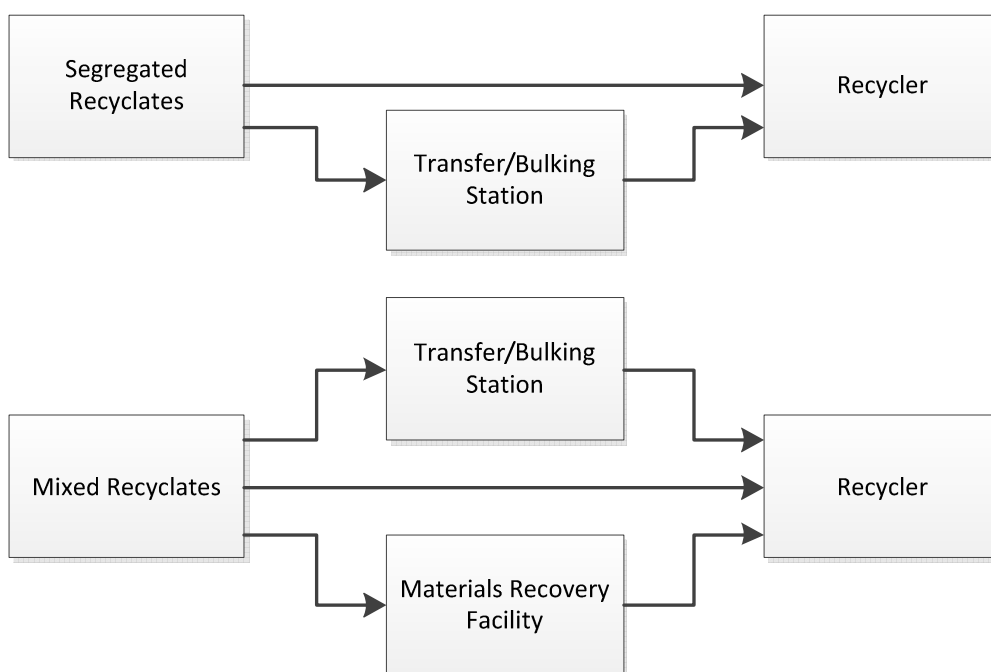 Segregated
Recyclates
Recycler
Transfer/Bulking
Station
Transfer/Bulking
Station
Mixed Recyclates
Recycler
Materials Recovery
Facility